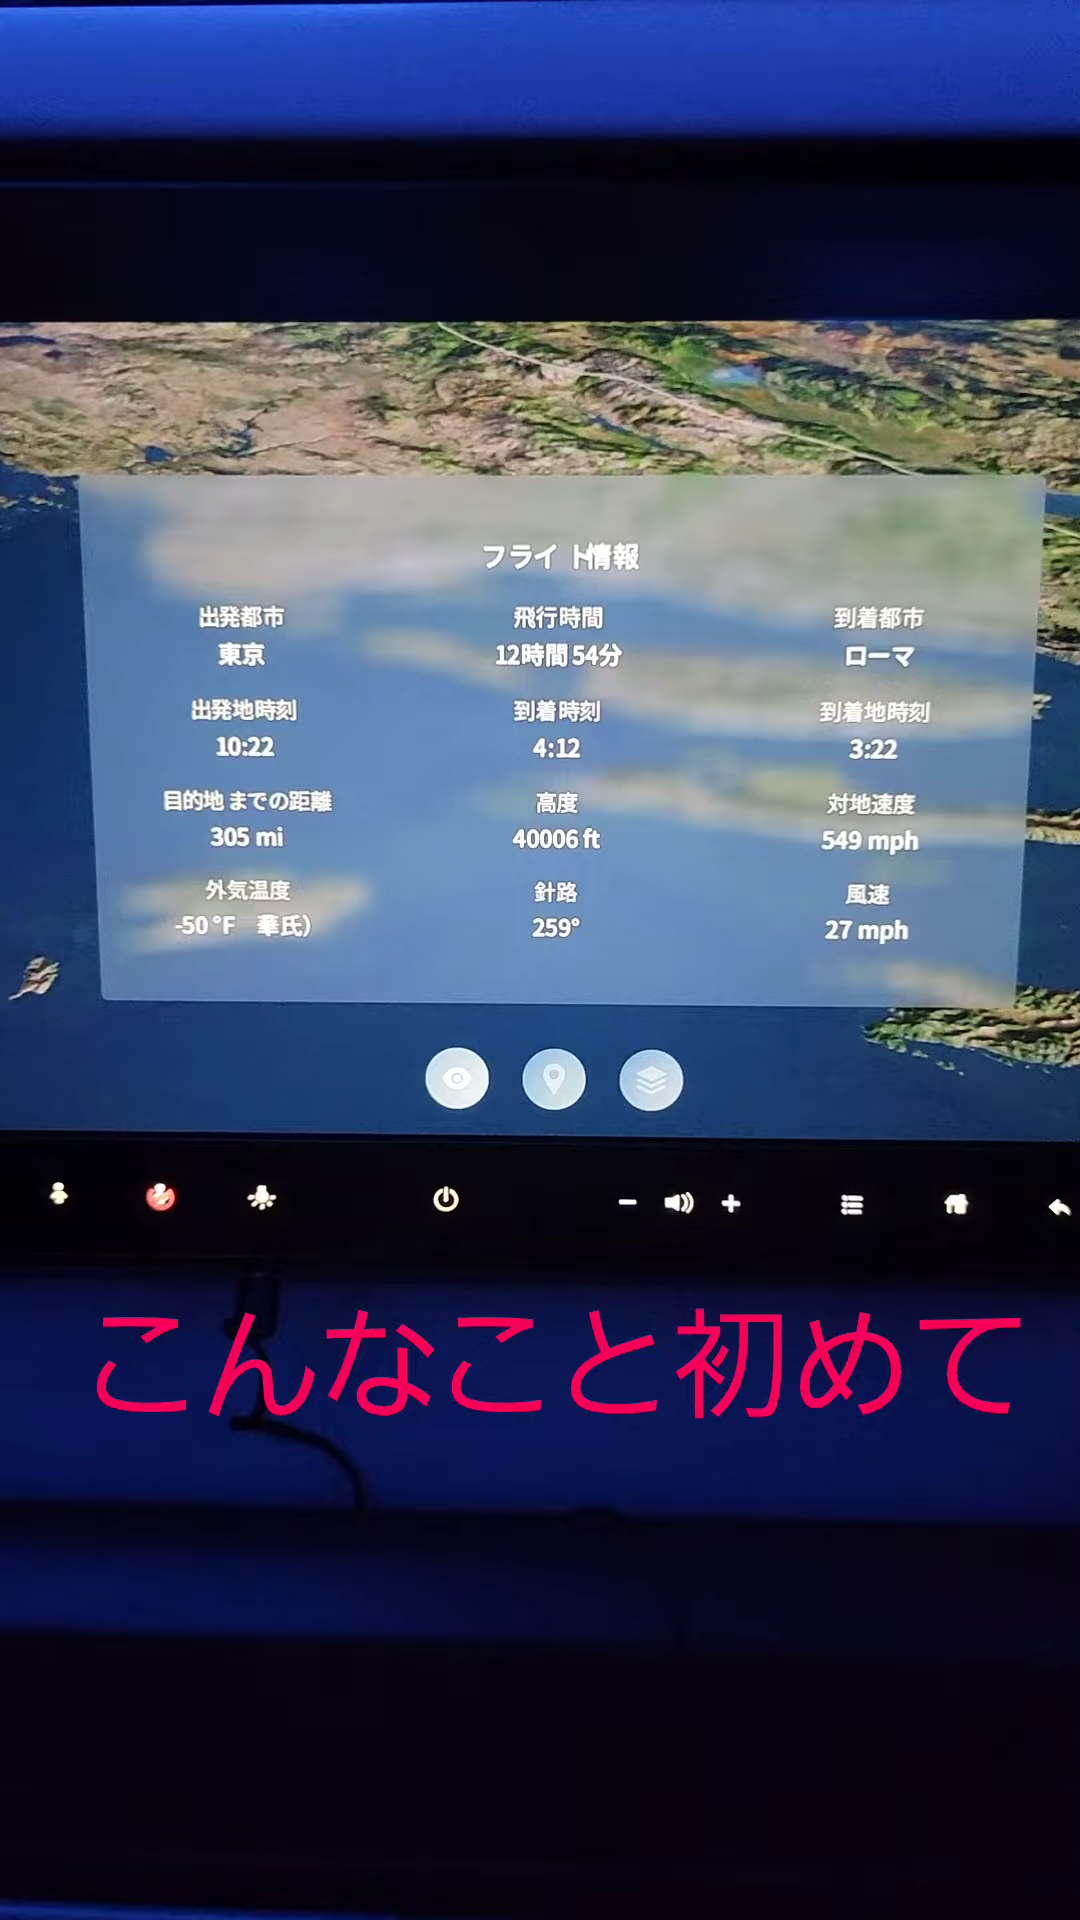 フライト情報
出発都市 飛行時間 到着都市
東京 12時間54分 ローマ
出発地時刻 到着時刻 到着地時刻
10:22 4:12 3:22
目的地までの距離 高度 対地速度
305 mi 40006 ft 549 mph
外気温度 針路 風速
-50 °F 華氏） 259° 27 mph
こんなこと初めて